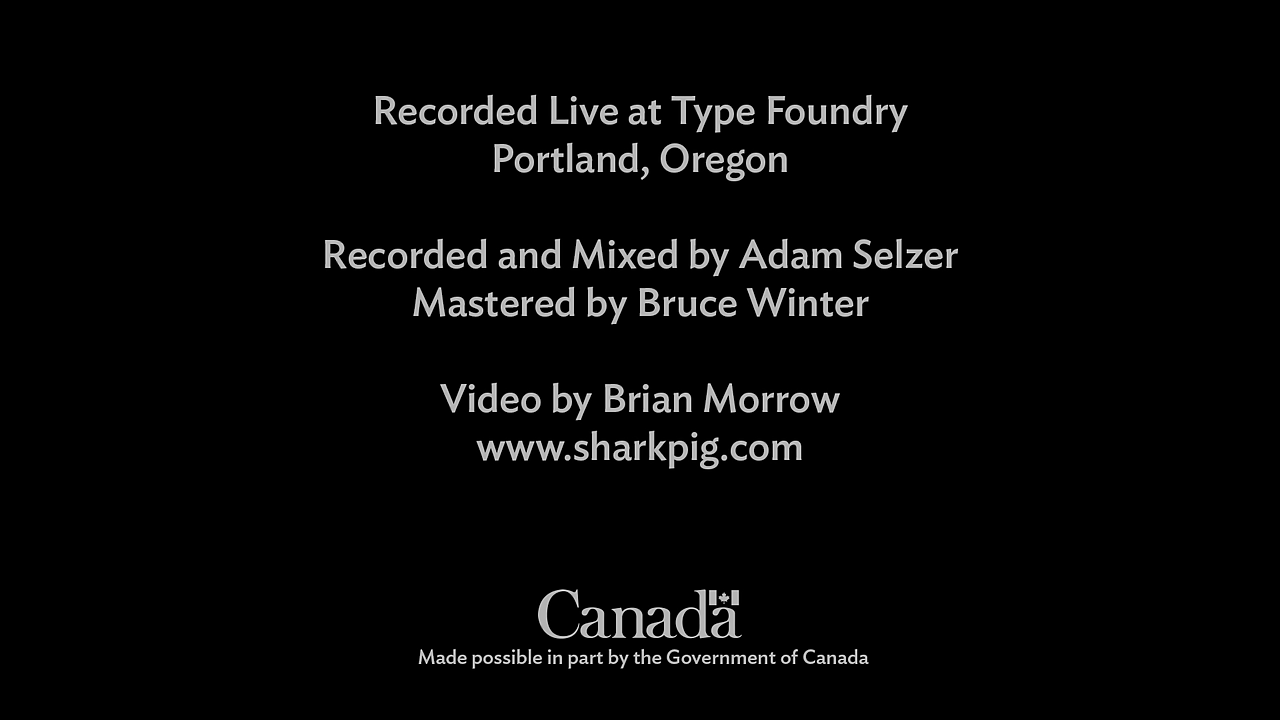 Recorded Live at Type Foundry
Portland, Oregon
Recorded and Mixed by Adam Selzer
Mastered by Bruce Winter
Video by Brian Morrow
www.sharkpig.com
Canada
Made possible in part by the Government of Canada